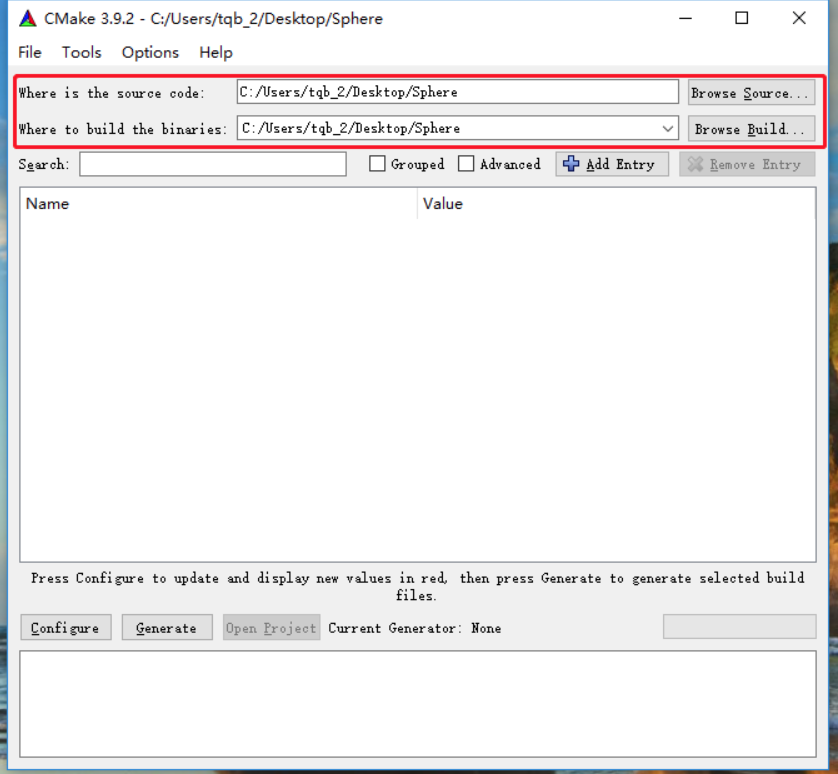 CMake 3.9.2 - C:/Users/tqb_2/Desktop/Sphere
File Tools Options Help
Where is the source code: C:/Users/tqb_2/Desktop/Sphere Browse Source...
Where to build the binaries: C:/Users/tqb_2/Desktop/Sphere Browse Build...
Search: Grouped Advanced Add Entry Remove Entry
Name Value
Press Configure to update and display new values in red, then press Generate to generate selected build
files.
Configure Generate Open Project Current Generator: None